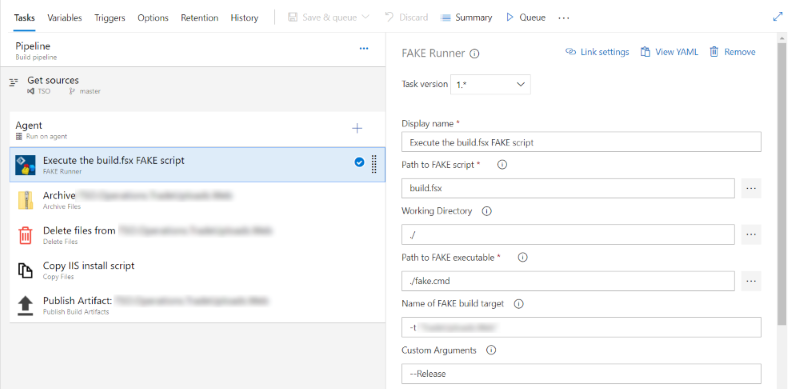 Tasks Variables Triggers Options Retention History Save & queue Discard Summary Queue ...
Pipeline
Build pipeline
...
Get sources
TSO master
Agent
Run on agent
Execute the build.fsx FAKE script
FAKE Runner
Archive
Archive Files
Delete files from
Delete Files
Copy IIS install script
Copy Files
Publish Artifact:
Publish Build Artifacts
FAKE Runner Link settings View YAML Remove
Task version 1.*
Display name *
Execute the build.fsx FAKE script
Path to FAKE script *
build.fsx ...
Working Directory
./ ...
Path to FAKE executable *
./fake.cmd ...
Name of FAKE build target
-t
Custom Arguments
--Release